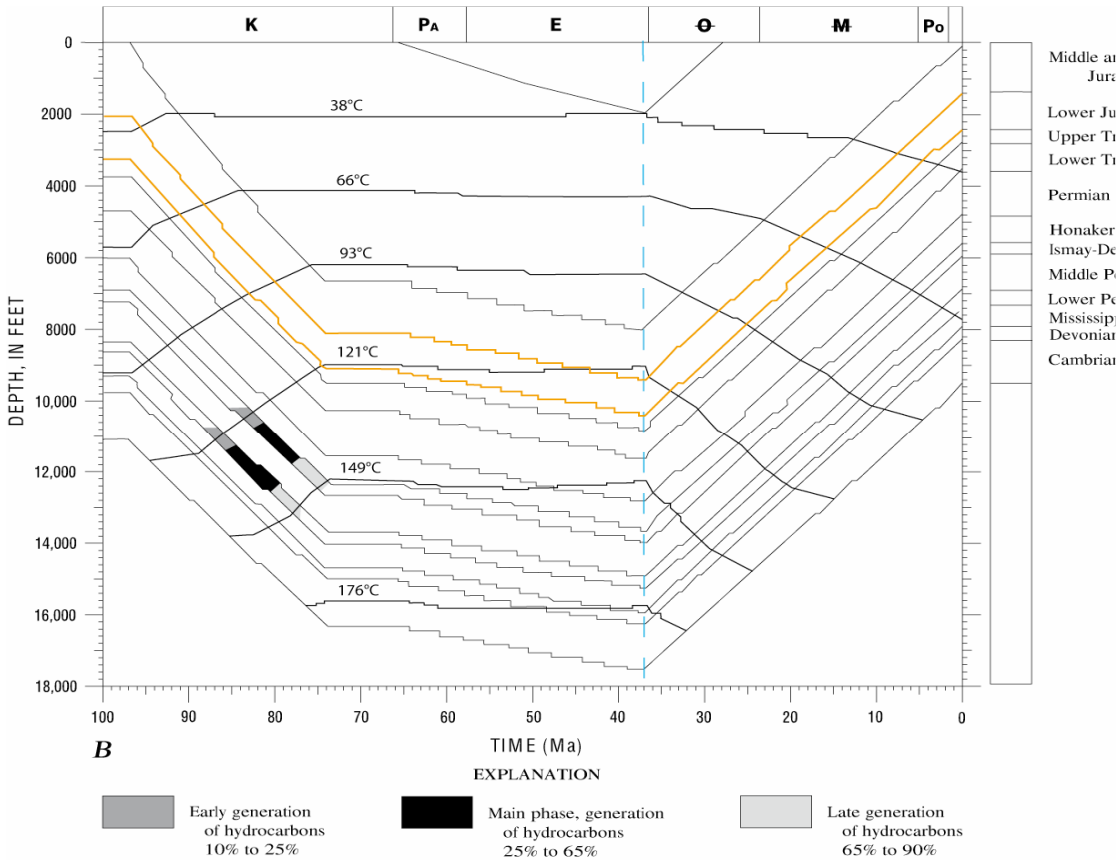 K PA E O M PO
0
2000
4000
6000
8000
10,000
12,000
14,000
16,000
18,000
DEPTH, IN FEET
38°C
66°C
93°C
121°C
149°C
176°C
Middle
Jura
Lower Ju
Upper Tr
Lower Tr
Permian
Honaker
Ismay-De
Middle Pe
Lower Pe
Mississipp
Devonian
Cambrian
100 90 80 70 60 50 40 30 20 10 0
TIME (Ma)
B
EXPLANATION
Early generation
of hydrocarbons
10% to 25%
Main phase, generation
of hydrocarbons
25% to 65%
Late generation
of hydrocarbons
65% to 90%